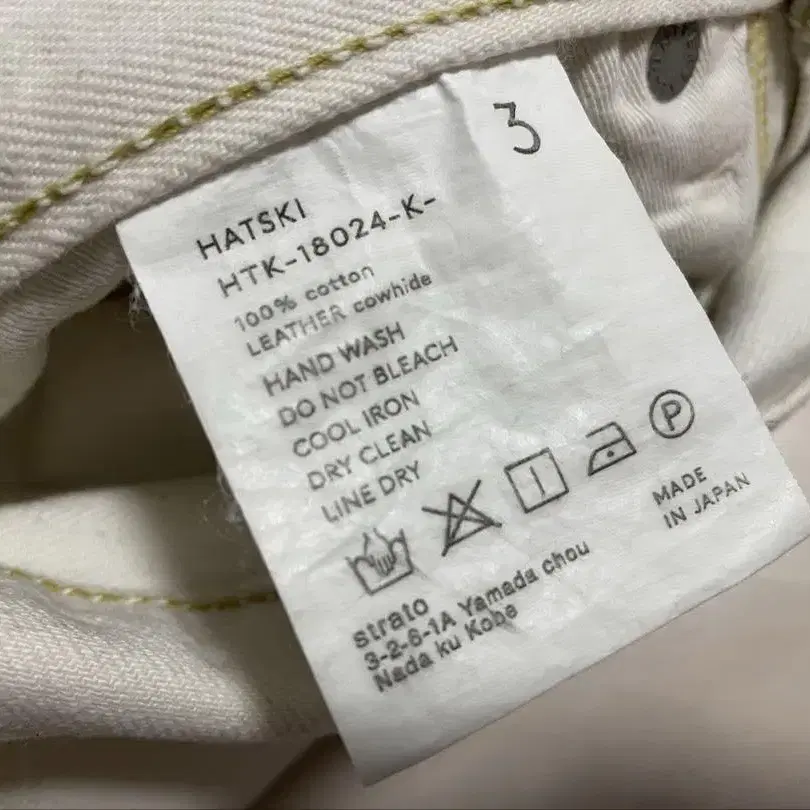 3
HATSKI
HTK-18024-K-
100% cotton
LEATHER cowhide
HAND WASH
DO NOT BLEACH
COOL IRON
DRY CLEAN
LINE DRY
P
MADE
IN JAPAN
strato
3-2-6-1A Yamada chou
Nada ku Kobe